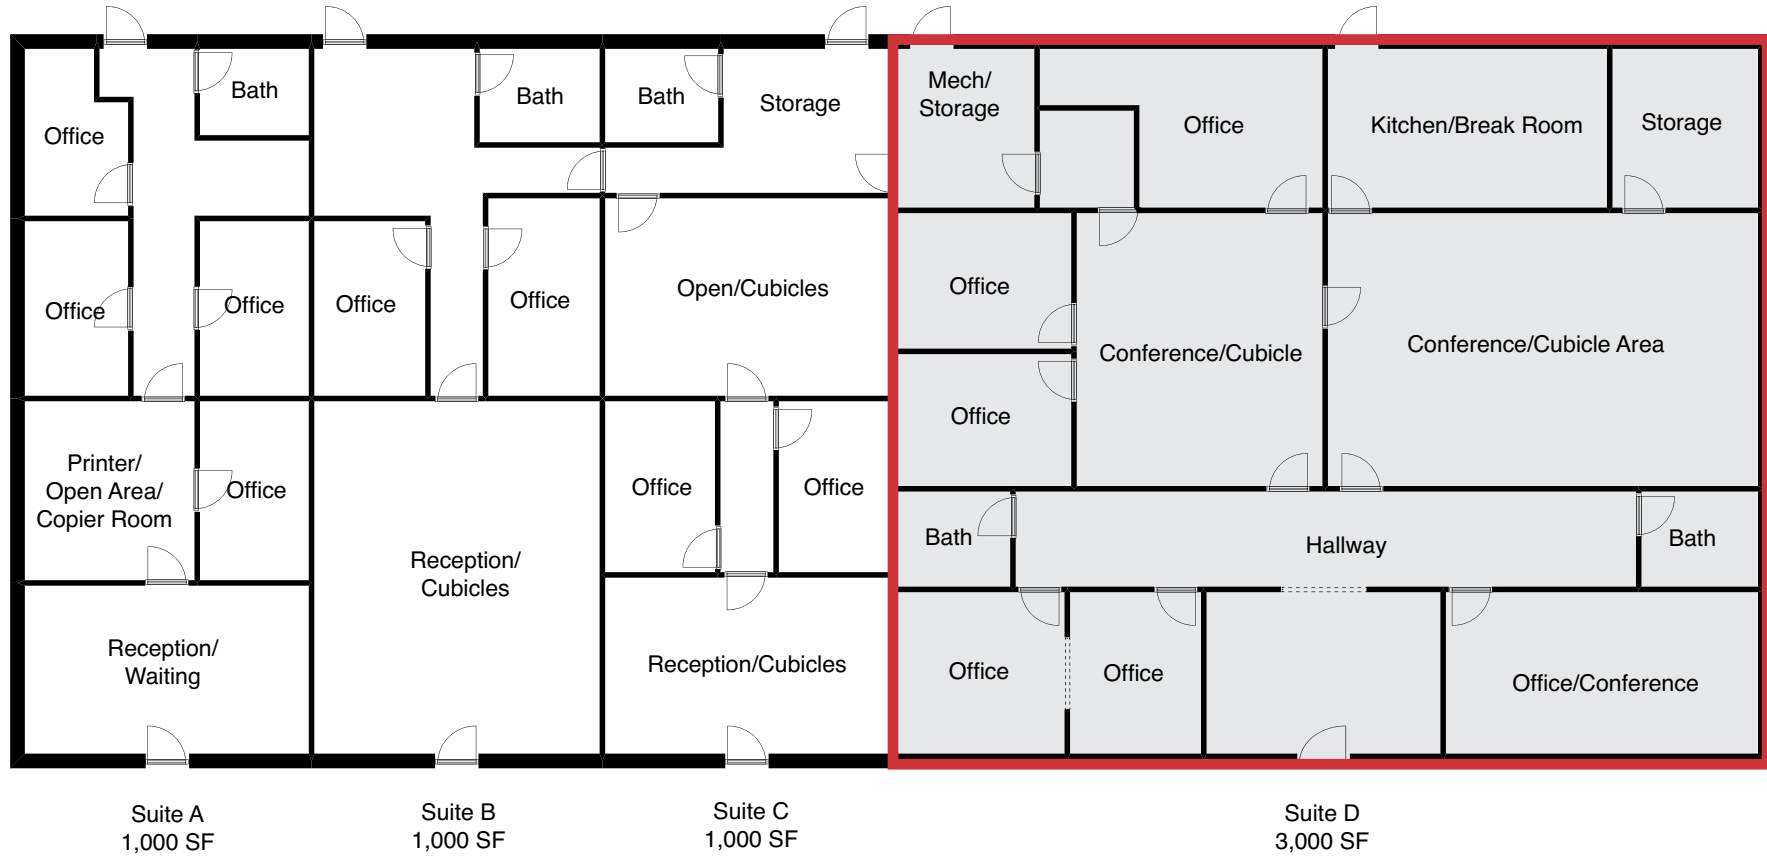 Office
Bath
Office
Office
Printer/
Open Area/
Copier Room
Office
Reception/
Waiting
Bath
Office
Office
Reception/
Cubicles
Bath
Storage
Open/Cubicles
Office
Office
Reception/Cubicles
Mech/
Storage
Office
Kitchen/Break Room
Storage
Office
Conference/Cubicle
Conference/Cubicle Area
Office
Bath
Hallway
Bath
Office
Office
Office/Conference
Suite A
1,000 SF
Suite B
1,000 SF
Suite C
1,000 SF
Suite D
3,000 SF